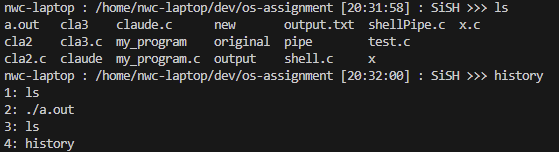 nwc-laptop : /home/nwc-laptop/dev/os-assignment [20:31:58] : SiSH >>> ls
a.out  cla3    claude.c      new       output.txt  shellPipe.c  x.c
cla2   cla3.c  my_program    original  pipe        test.c
cla2.c claude  my_program.c  output    shell.c     x
nwc-laptop : /home/nwc-laptop/dev/os-assignment [20:32:00] : SiSH >>> history
1: ls
2: ./a.out
3: ls
4: history